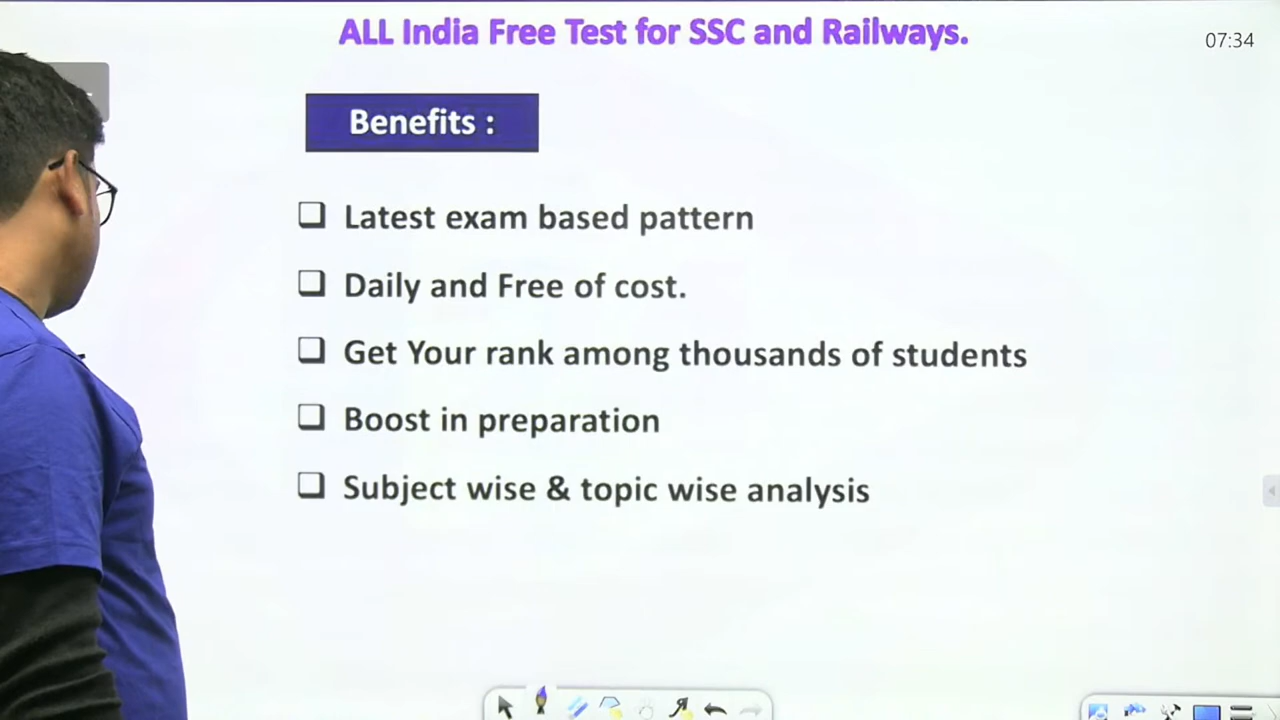 ALL India Free Test for SSC and Railways.
07:34
Benefits :
❑ Latest exam based pattern
❑ Daily and Free of cost.
❑ Get Your rank among thousands of students
❑ Boost in preparation
❑ Subject wise & topic wise analysis